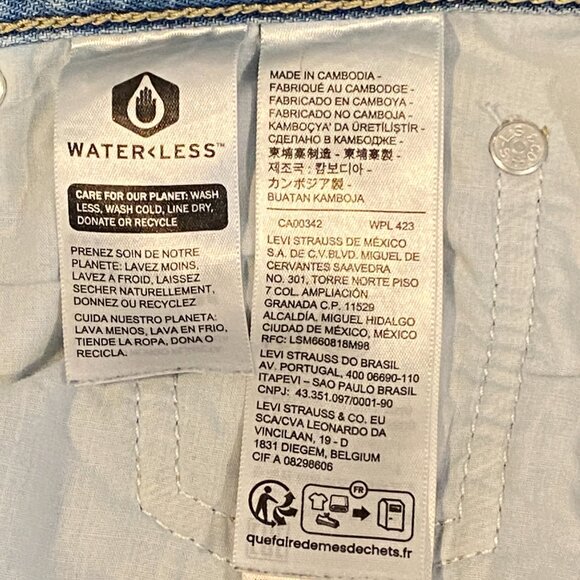 WATER<LESS™
CARE FOR OUR PLANET: WASH
LESS, WASH COLD, LINE DRY,
DONATE OR RECYCLE
PRENEZ SOIN DE NOTRE
PLANETE: LAVEZ MOINS,
LAVEZ A FROID, LAISSEZ
SECHER NATURELLEMENT,
DONNEZ OU RECYCLEZ
CUIDA NUESTRO PLANETA:
LAVA MENOS, LAVA EN FRIO,
TIENDE LA ROPA, DONA O
RECICLA.
MADE IN CAMBODIA -
FABRIQUÉ AU CAMBODGE -
FABRICADO EN CAMBOYA -
FABRICADO NO CAMBOJA -
KAMBOÇYA' DA ÜRETİLİŞTİR -
СДЕЛАНО В КАМБОДЖЕ -
柬埔寨制造 - 柬埔寨製 -
제조국 : 캄보디아 -
カンボジア製 -
BUATAN KAMBOJA
CA00342 WPL 423
LEVI STRAUSS DE MÉXICO
S.A. DE C.V.BLVD. MIGUEL DE
CERVANTES SAAVEDRA
NO. 301, TORRE NORTE PISO
7 COL. AMPLIACIÓN
GRANADA C.P. 11529
ALCALDÍA. MIGUEL HIDALGO
CIUDAD DE MÉXICO, MÉXICO
RFC: LSM660818M98
LEVI STRAUSS DO BRASIL
AV. PORTUGAL, 400 06690-110
ITAPEVI – SAO PAULO BRASIL
CNPJ: 43.351.097/0001-90
LEVI STRAUSS & CO. EU
SCA/CVA LEONARDO DA
VINCILAAN, 19 - D
1831 DIEGEM, BELGIUM
CIF A 08298606
FR
quefairedemesdechets.fr